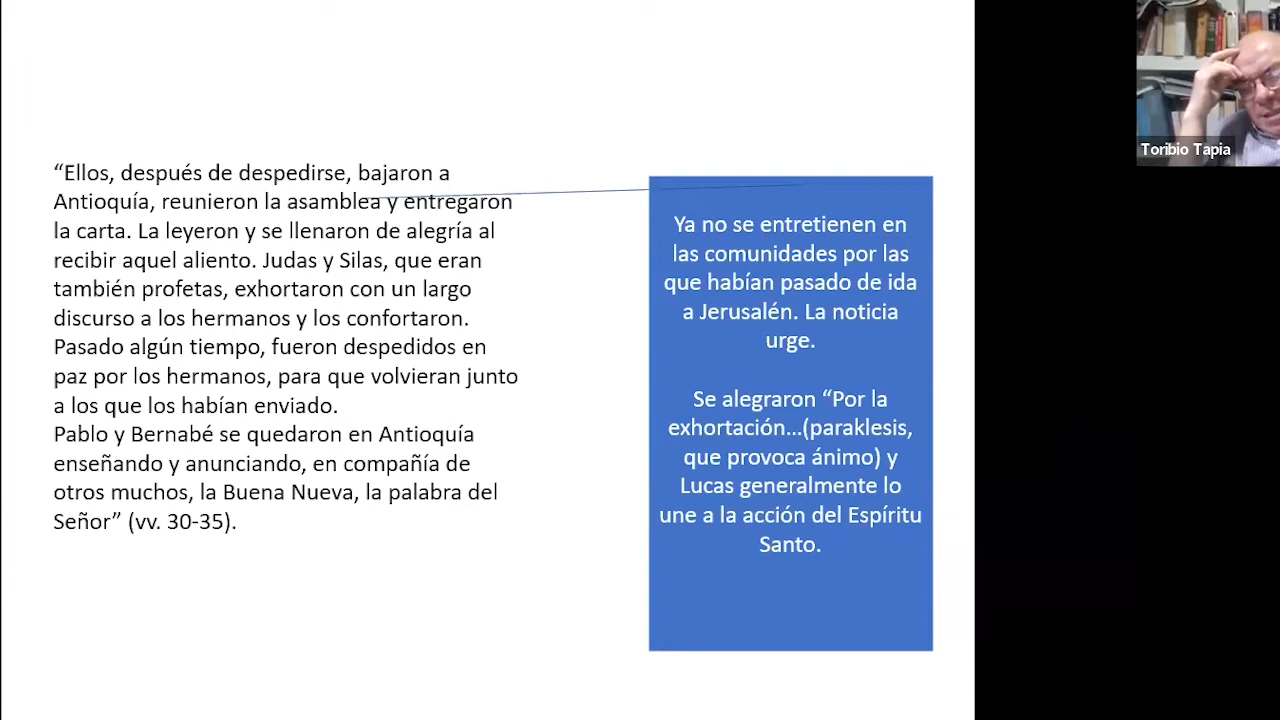 “Ellos, después de despedirse, bajaron a
Antioquía, reunieron la asamblea y entregaron
la carta. La leyeron y se llenaron de alegría al
recibir aquel aliento. Judas y Silas, que eran
también profetas, exhortaron con un largo
discurso a los hermanos y los confortaron.
Pasado algún tiempo, fueron despedidos en
paz por los hermanos, para que volvieran junto
a los que los habían enviado.
Pablo y Bernabé se quedaron en Antioquía
enseñando y anunciando, en compañía de
otros muchos, la Buena Nueva, la palabra del
Señor” (vv. 30-35).
Ya no se entretienen en
las comunidades por las
que habían pasado de ida
a Jerusalén. La noticia
urge.
Se alegraron “Por la
exhortación...(paraklesis,
que provoca ánimo) y
Lucas generalmente lo
une a la acción del Espíritu
Santo.
Toribio Tapia